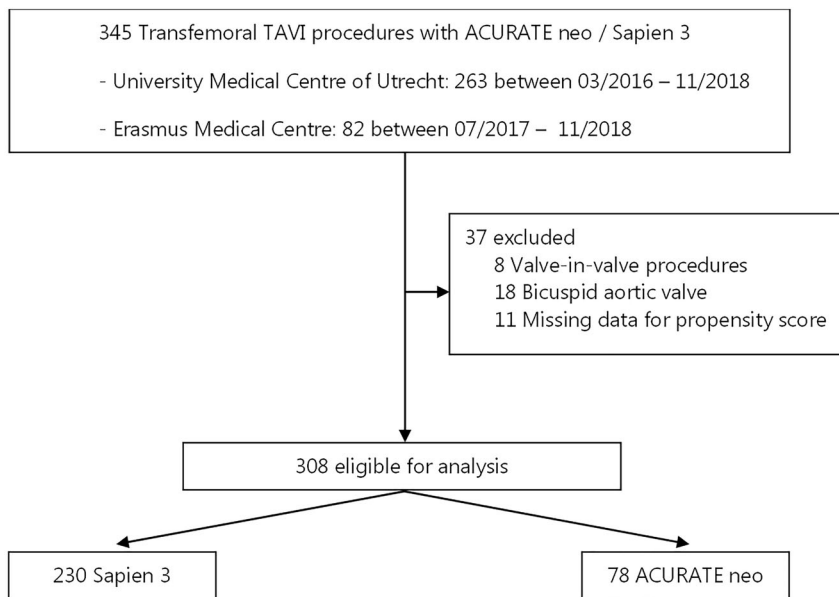 345 Transfemoral TAVI procedures with ACURATE neo / Sapien 3
- University Medical Centre of Utrecht: 263 between 03/2016 – 11/2018
- Erasmus Medical Centre: 82 between 07/2017 – 11/2018
37 excluded
8 Valve-in-valve procedures
18 Bicuspid aortic valve
11 Missing data for propensity score
308 eligible for analysis
230 Sapien 3
78 ACURATE neo